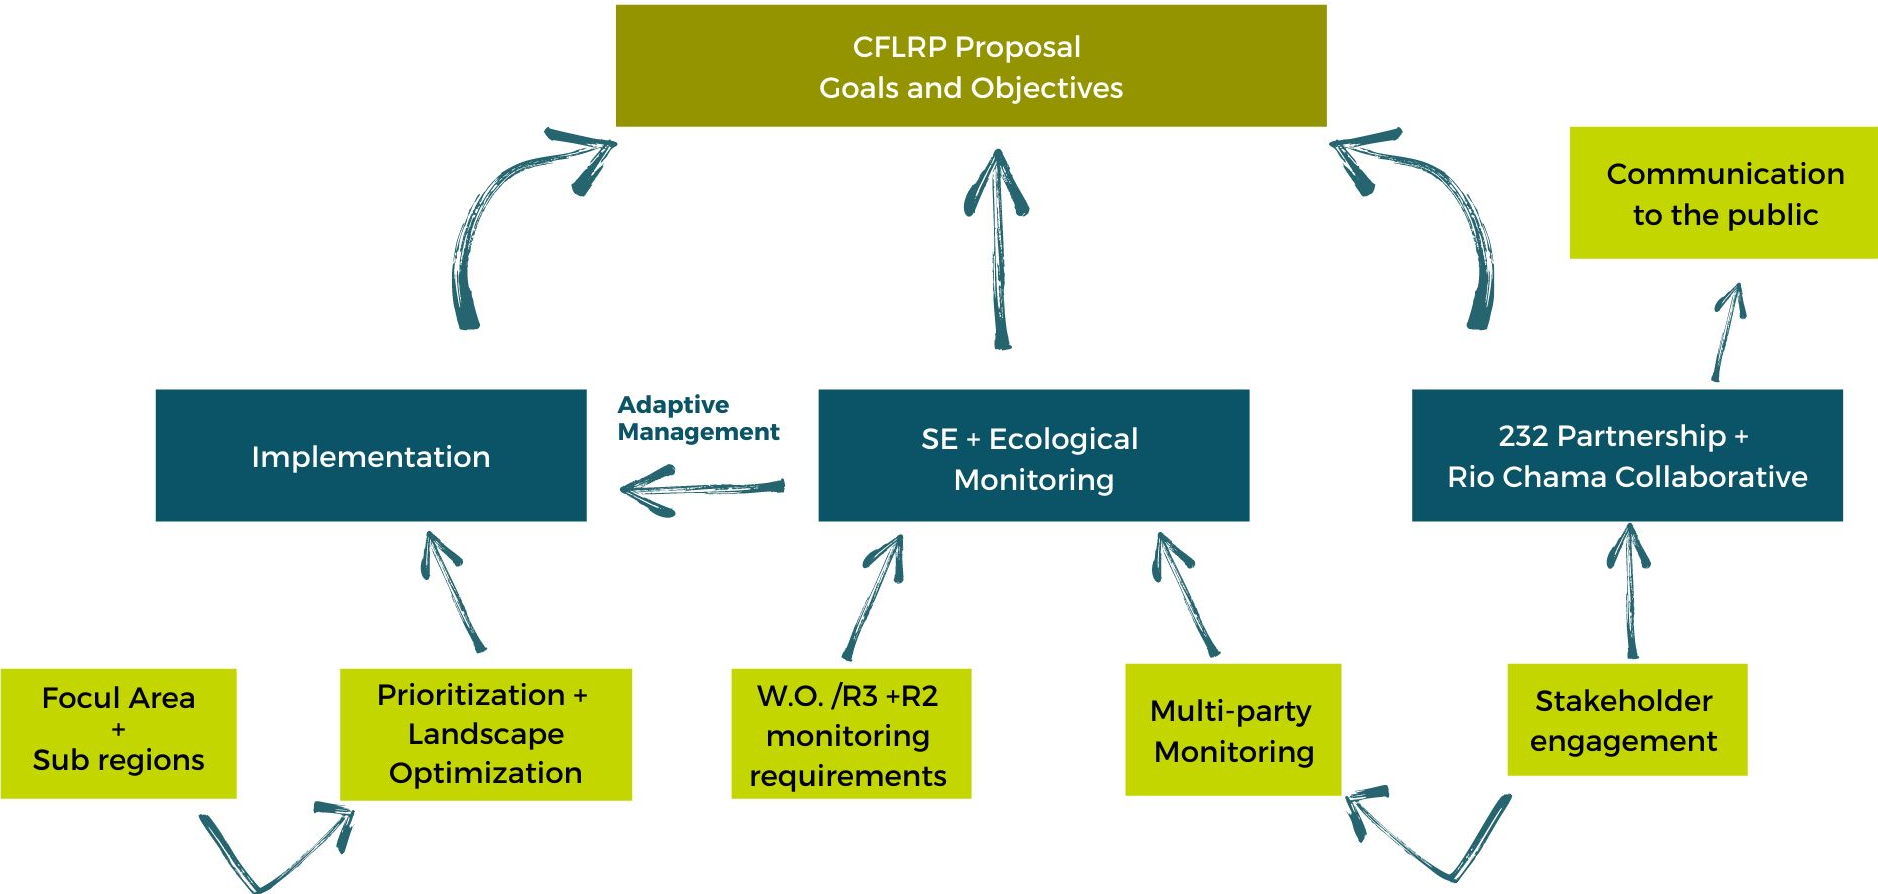 CFLRP Proposal
Goals and Objectives
Communication
to the public
Adaptive
Management
Implementation
SE + Ecological
Monitoring
232 Partnership +
Rio Chama Collaborative
Focul Area
+
Sub regions
Prioritization +
Landscape
Optimization
W.O. /R3 +R2
monitoring
requirements
Multi-party
Monitoring
Stakeholder
engagement